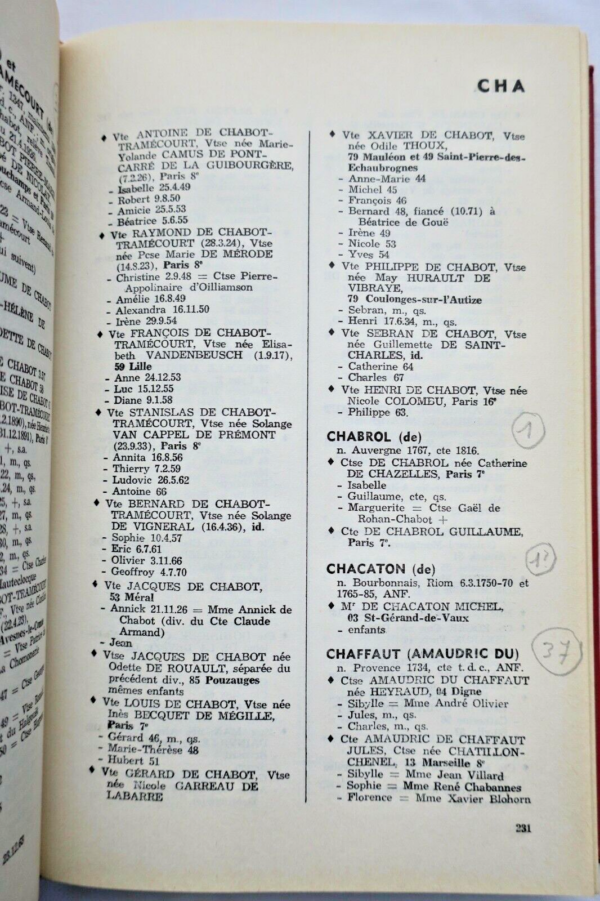 CHA
♦ Vte ANTOINE DE CHABOT-
TRAMÉCOURT, Vtse née Marie-
Yolande CAMUS DE PONT-
CARRÉ DE LA GUIBOURGÈRE,
(7.2.26), Paris 8e
- Isabelle 25.4.49
- Robert 9.8.50
- Amicie 25.5.53
- Béatrice 5.6.55
♦ Vte RAYMOND DE CHABOT-
TRAMÉCOURT (28.3.24), Vtse
née Pcse Marie DE MÉRODE
(14.8.23), Paris 8e
- Christine 2.9.48 = Ctse Pierre-
Appolinaire d'Oilliamson
- Amélie 16.8.49
- Alexandra 16.11.50
- Irène 29.9.54
♦ Vte FRANÇOIS DE CHABOT-
TRAMÉCOURT, Vtse née Elisa-
beth VANDENBEUSCH (1.9.17),
59 Lille
- Anne 24.12.53
- Luc 15.12.55
- Diane 9.1.58
♦ Vte STANISLAS DE CHABOT-
TRAMÉCOURT, Vtse née Solange
VAN CAPPEL DE PRÉMONT
(23.9.33), Paris 8e
- Annita 16.8.56
- Thierry 7.2.59
- Ludovic 26.5.62
- Antoine 66
♦ Vte BERNARD DE CHABOT-
TRAMÉCOURT, Vtse née Solange
DE VIGNERAL (16.4.36), id.
- Sophie 10.4.57
- Eric 6.7.61
- Olivier 3.11.66
- Geoffroy 4.7.70
♦ Vte JACQUES DE CHABOT,
53 Méral
- Annick 21.11.26 = Mme Annick de
Chabot (div. du Cte Claude
Armand)
- Jean
♦ Vtse JACQUES DE CHABOT née
Odette DE ROUAULT, séparée du
précédent div., 85 Pouzauges
mêmes enfants
♦ Vte LOUIS DE CHABOT, Vtse née
Inès BECQUET DE MÉGILLE,
Paris 7e
- Gérard 46, m., qs.
- Marie-Thérèse 48
- Hubert 51
♦ Vte GÉRARD DE CHABOT, Vtse
née Nicole GARREAU DE
LABARRE
♦ Vte XAVIER DE CHABOT, Vtse
née Odile THOUX,
79 Mauléon et 49 Saint-Pierre-des-
Echaubrognes
- Anne-Marie 44
- Michel 45
- François 46
- Bernard 48, fiancé (10.71) à
Béatrice de Gouë
- Irène 49
- Nicole 53
- Yves 54
♦ Vte PHILIPPE DE CHABOT, Vtse
née May HURAULT DE
VIBRAYE,
79 Coulonges-sur-l'Autize
- Sebran, m., qs.
- Henri 17.6.34, m., qs.
♦ Vte SEBRAN DE CHABOT, Vtse
née Guillemette DE SAINT-
CHARLES, id.
- Catherine 64
- Charles 67
♦ Vte HENRI DE CHABOT, Vtse née
Nicole COLOMBU, Paris 16e
- Philippe 63.
1
CHABROL (de)
n. Auvergne 1767, cte 1816.
♦ Ctse DE CHABROL née Catherine
DE CHAZELLES, Paris 7e
- Isabelle
- Guillaume, cte, qs.
- Marguerite = Ctse Gaël de
Rohan-Chabot +
♦ Cte DE CHABROL GUILLAUME,
Paris 7e.
CHACATON (de)
n. Bourbonnais, Riom 6.3.1750-70 et
1765-85, ANF.
♦ Mr DE CHACATON MICHEL,
03 St-Gérand-de-Vaux
- enfants
37
CHAFFAUT (AMAUDRIC DU)
n. Provence 1734, cte t. d. c., ANF.
♦ Ctse AMAUDRIC DU CHAFFAUT
née HEYRAUD, 04 Digne
- Sibylle = Mme André Olivier
- Jules, m., qs.
- Charles, m., qs.
♦ Cte AMAUDRIC DU CHAFFAUT
JULES, Ctse née CHATILLON-
CHENEL, 13 Marseille 8e
- Sibylle = Mme Jean Villard
- Sophie = Mme René Chabannes
- Florence = Mme Xavier Blohorn
231